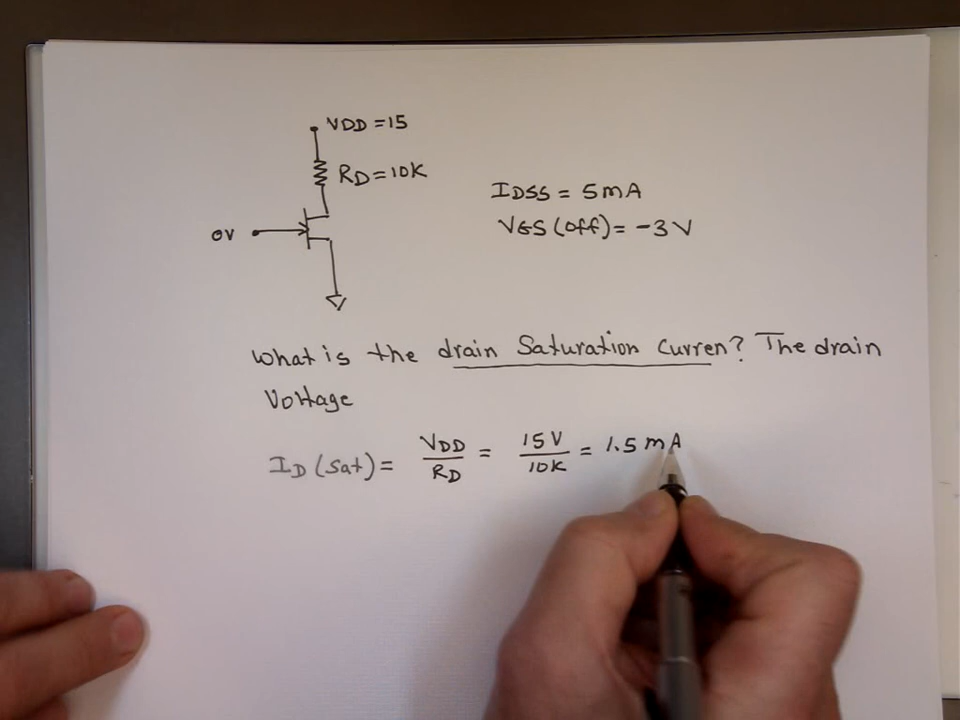 VDD = 15
RD = 10K
0V
IDSS = 5mA
VGS (off) = -3V
What is the drain Saturation Curren? The drain
Voltage
ID (sat) = VDD / RD = 15V / 10K = 1.5 mA